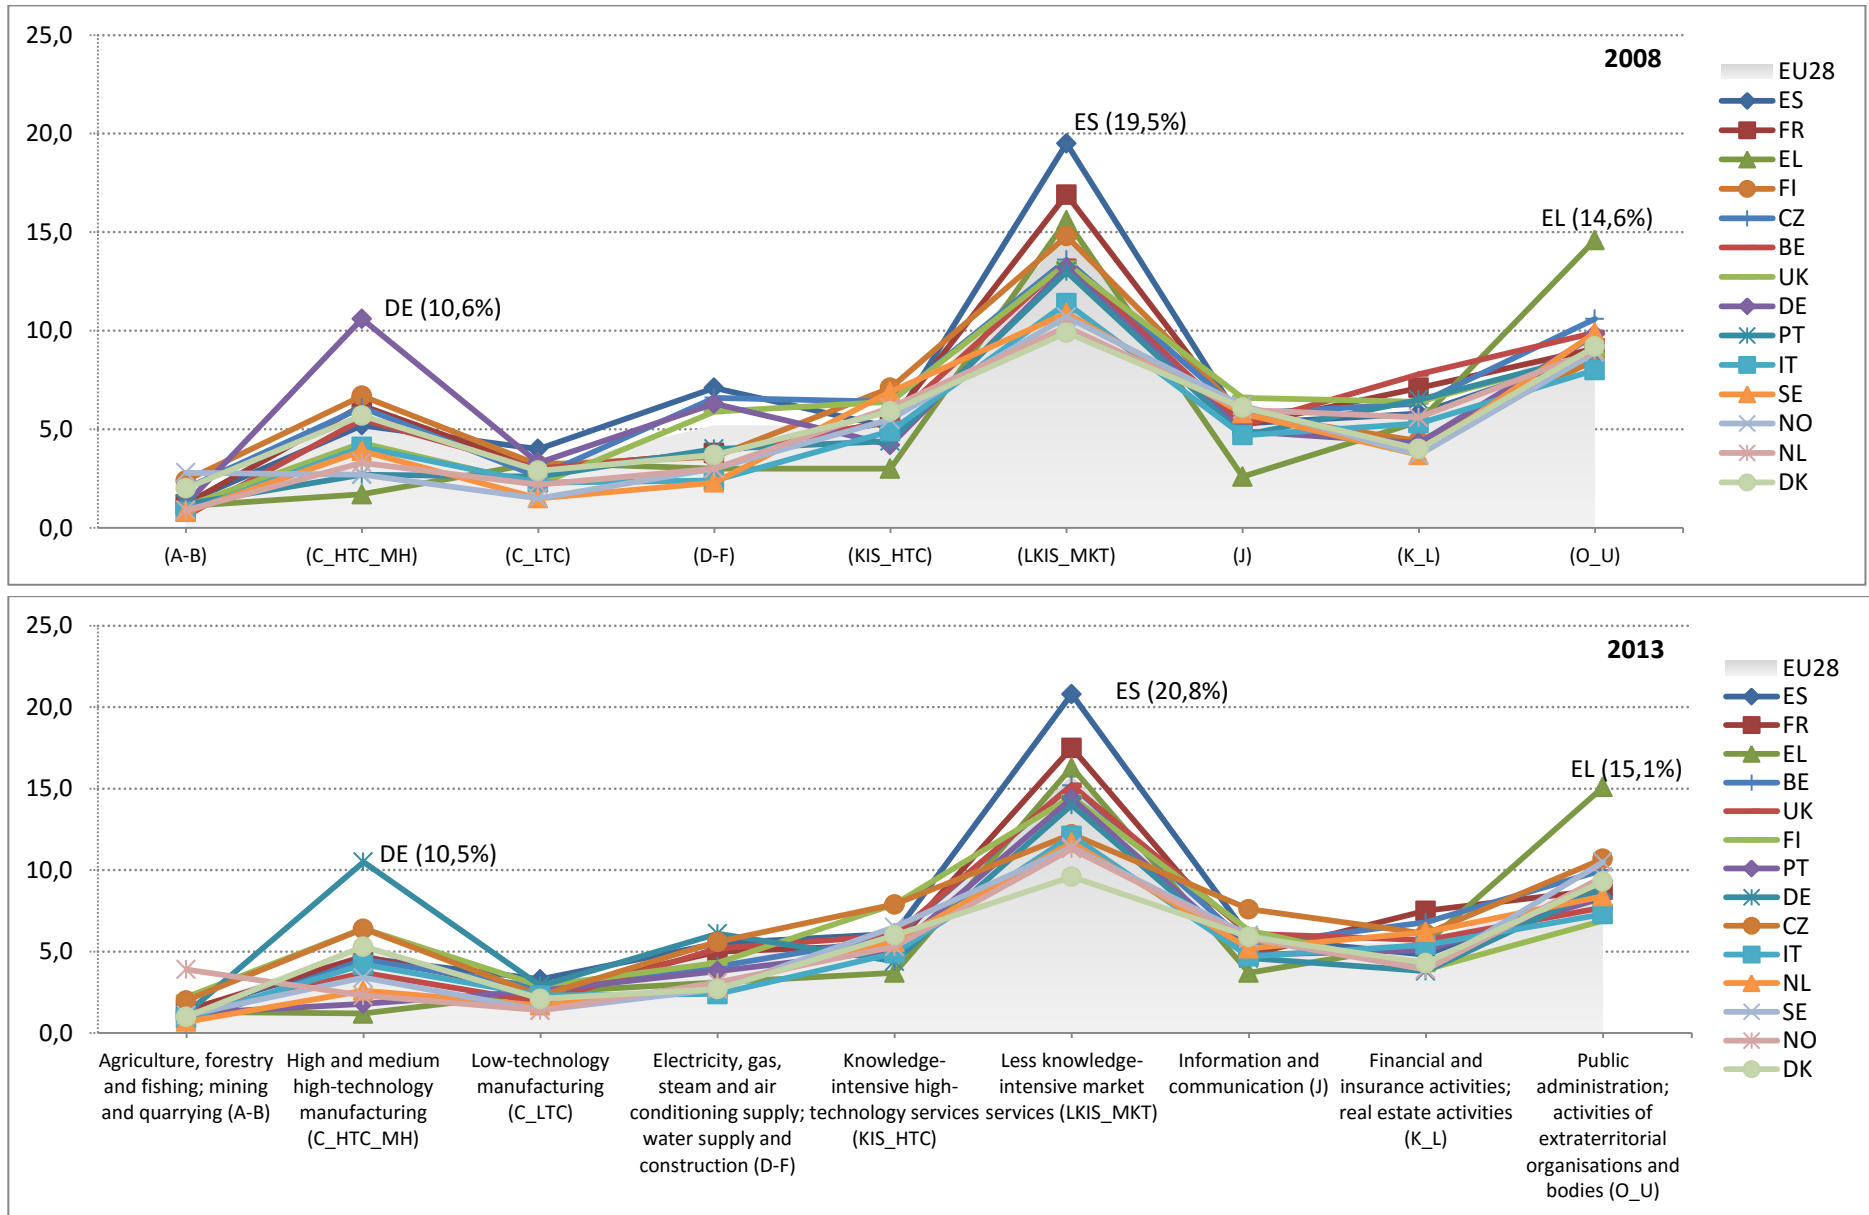 25,0
20,0
15,0
10,0
5,0
0,0
2008
ES (19,5%)
EL (14,6%)
DE (10,6%)
(A-B)
(C_HTC_MH)
(C_LTC)
(D-F)
(KIS_HTC)
(LKIS_MKT)
(J)
(K_L)
(O_U)
EU28
ES
FR
EL
FI
CZ
BE
UK
DE
PT
IT
SE
NO
NL
DK
25,0
20,0
15,0
10,0
5,0
0,0
2013
ES (20,8%)
EL (15,1%)
DE (10,5%)
Agriculture, forestry
and fishing; mining
and quarrying (A-B)
High and medium
high-technology
manufacturing
(C_HTC_MH)
Low-technology
manufacturing
(C_LTC)
Electricity, gas,
steam and air
conditioning supply;
water supply and
construction (D-F)
Knowledge-
intensive high-
technology services
(KIS_HTC)
Less knowledge-
intensive market
services (LKIS_MKT)
Information and
communication (J)
Financial and
insurance activities;
real estate activities
(K_L)
Public
administration;
activities of
extraterritorial
organisations and
bodies (O_U)
EU28
ES
FR
EL
BE
UK
FI
PT
DE
CZ
IT
NL
SE
NO
DK